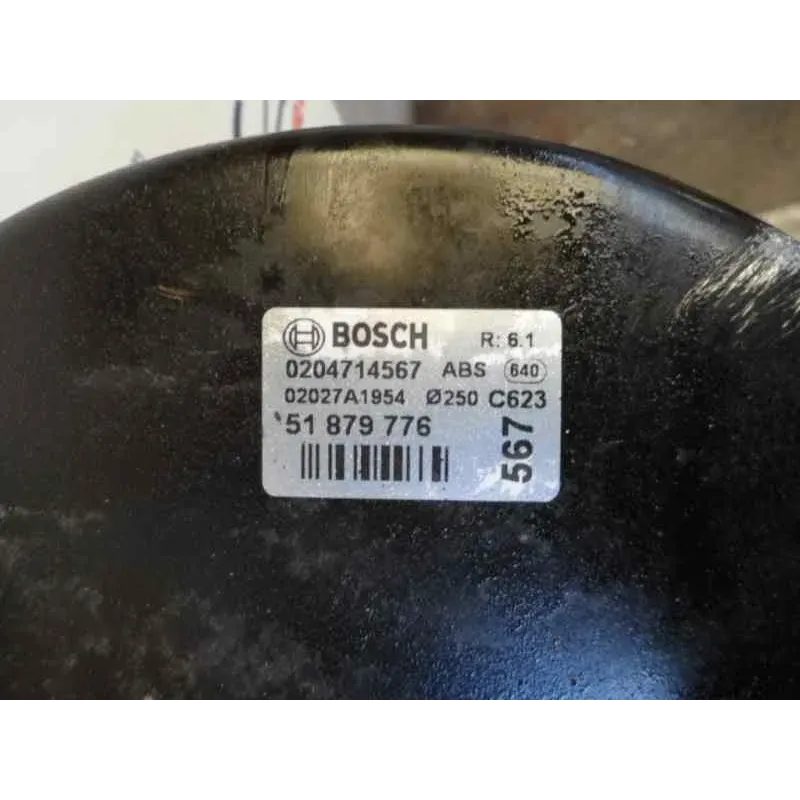 BOSCH R: 6.1
0204714567 ABS 640
02027A1954 Ø250 C623
51 879 776
567